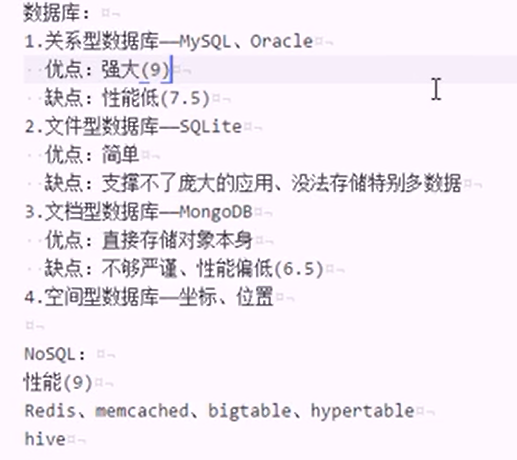 数据库：
1.关系型数据库——MySQL、Oracle
优点：强大(9)
缺点：性能低(7.5)
2.文件型数据库——SQLite
优点：简单
缺点：支撑不了庞大的应用、没法存储特别多数据
3.文档型数据库——MongoDB
优点：直接存储对象本身
缺点：不够严谨、性能偏低(6.5)
4.空间型数据库——坐标、位置
NoSQL：
性能(9)
Redis、memcached、bigtable、hypertable
hive